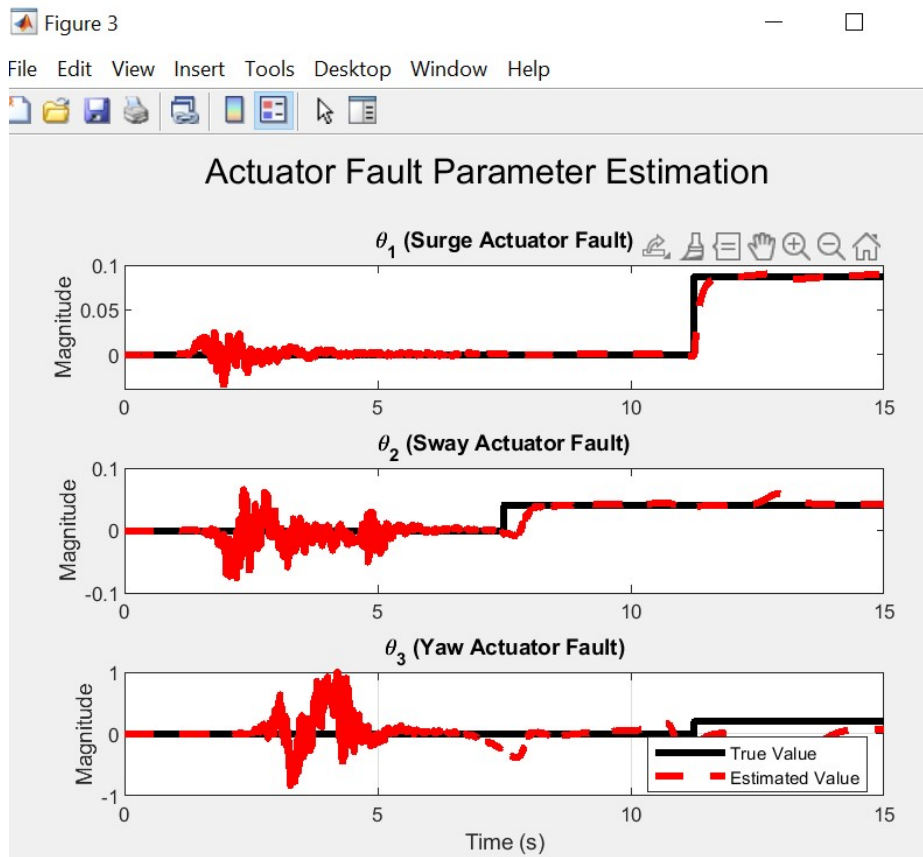 Figure 3
File Edit View Insert Tools Desktop Window Help
Actuator Fault Parameter Estimation
θ1 (Surge Actuator Fault)
Magnitude
0.1
0.05
0
0 5 10 15
θ2 (Sway Actuator Fault)
Magnitude
0.1
0
-0.1
0 5 10 15
θ3 (Yaw Actuator Fault)
Magnitude
1
0
-1
True Value
Estimated Value
0 5 10 15
Time (s)